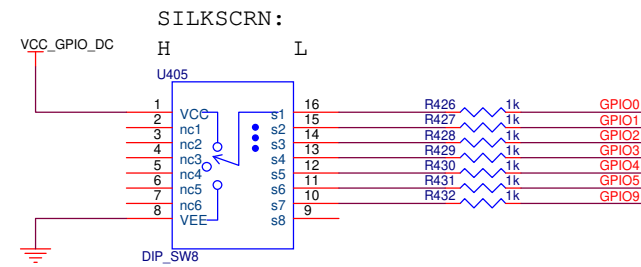 SILKSCRN:
VCC_GPIO_DC H L
U405
1 VCC s1 16 R426 1k GPIO0
2 nc1 s2 15 R427 1k GPIO1
3 nc2 s3 14 R428 1k GPIO2
4 nc3 s4 13 R429 1k GPIO3
5 nc4 s5 12 R430 1k GPIO4
6 nc5 s6 11 R431 1k GPIO5
7 nc6 s7 10 R432 1k GPIO9
8 VEE s8 9
DIP_SW8